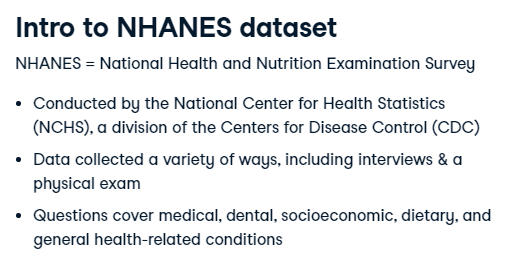 Intro to NHANES dataset
NHANES = National Health and Nutrition Examination Survey
• Conducted by the National Center for Health Statistics
(NCHS), a division of the Centers for Disease Control (CDC)
• Data collected a variety of ways, including interviews & a
physical exam
• Questions cover medical, dental, socioeconomic, dietary, and
general health-related conditions